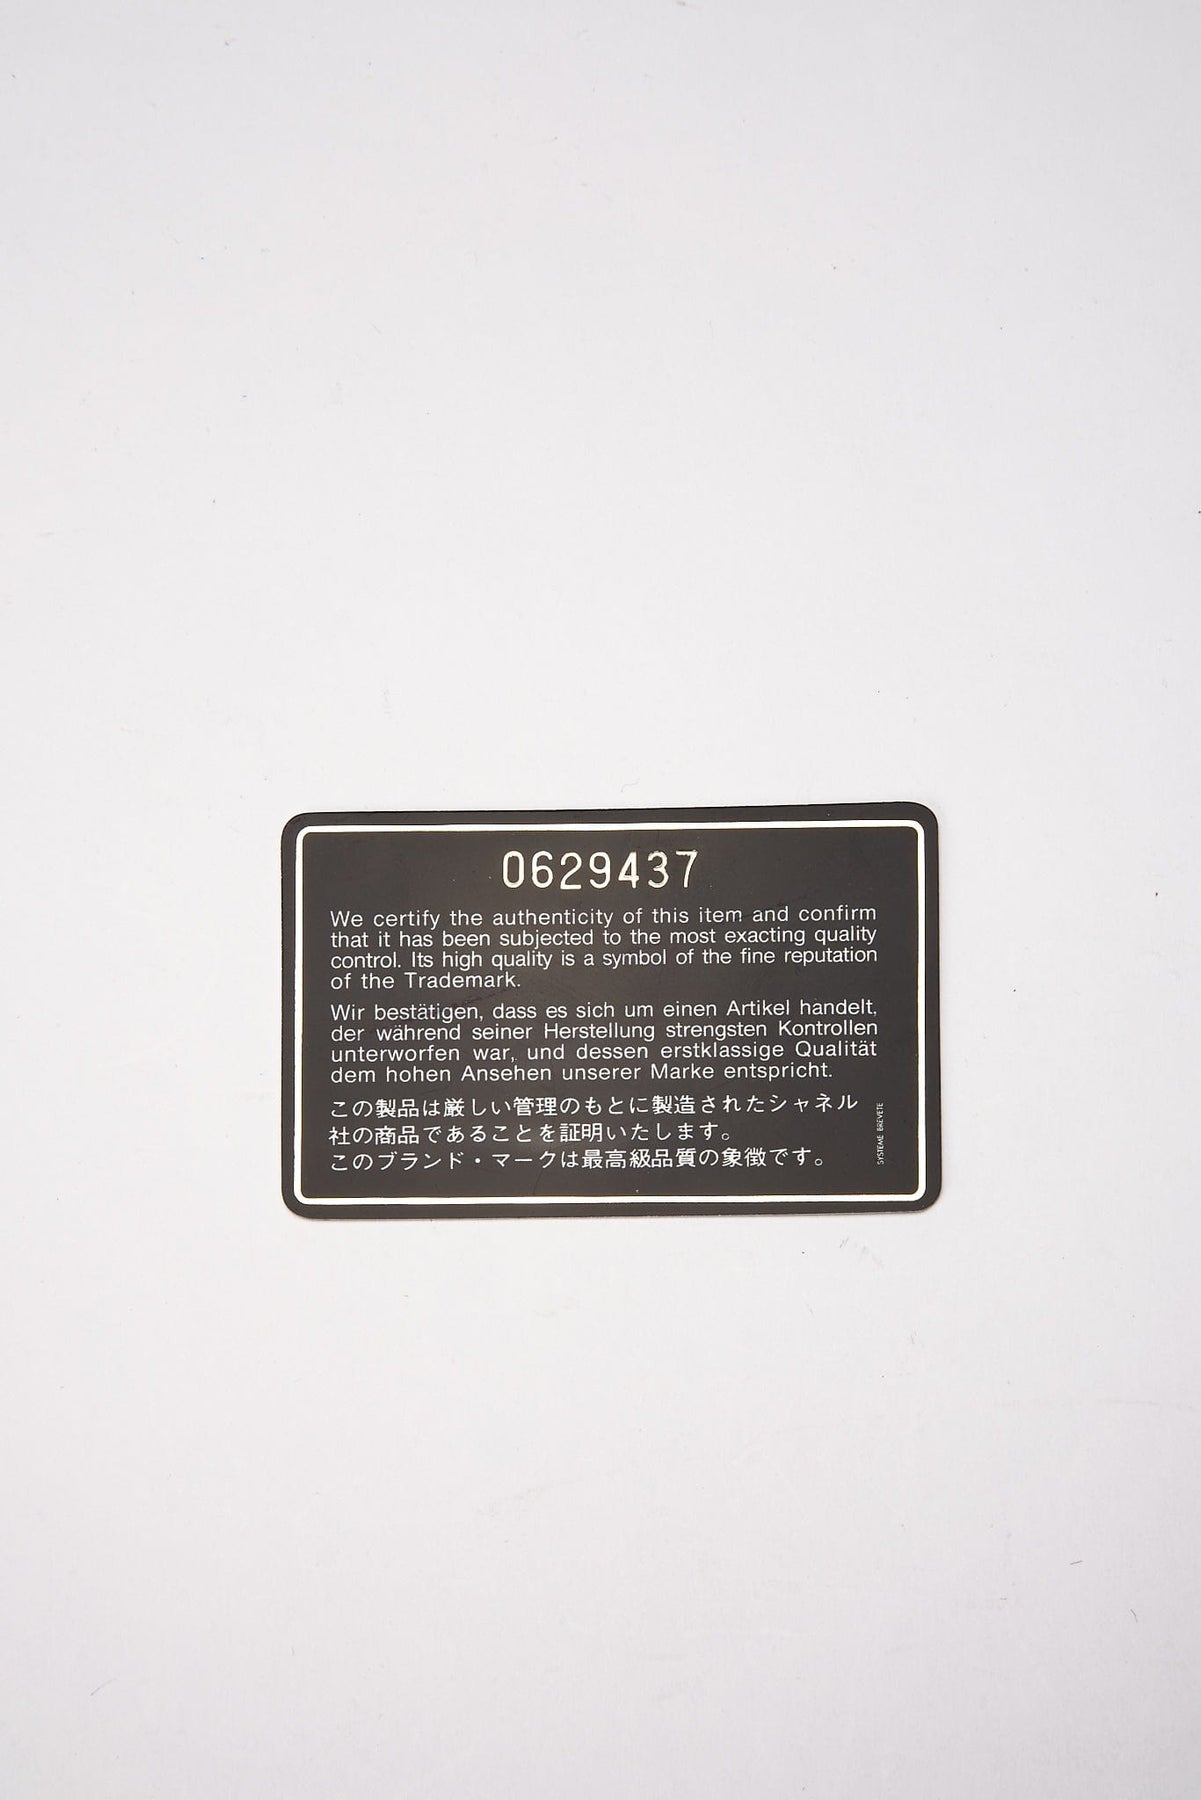 0629437
We certify the authenticity of this item and confirm
that it has been subjected to the most exacting quality
control. Its high quality is a symbol of the fine reputation
of the Trademark.
Wir bestätigen, dass es sich um einen Artikel handelt,
der während seiner Herstellung strengsten Kontrollen
unterworfen war, und dessen erstklassige Qualität
dem hohen Ansehen unserer Marke entspricht.
この製品は厳しい管理のもとに製造されたシャネル
社の商品であることを証明いたします。
このブランド・マークは最高級品質の象徴です。
SYSTEME BREVETE